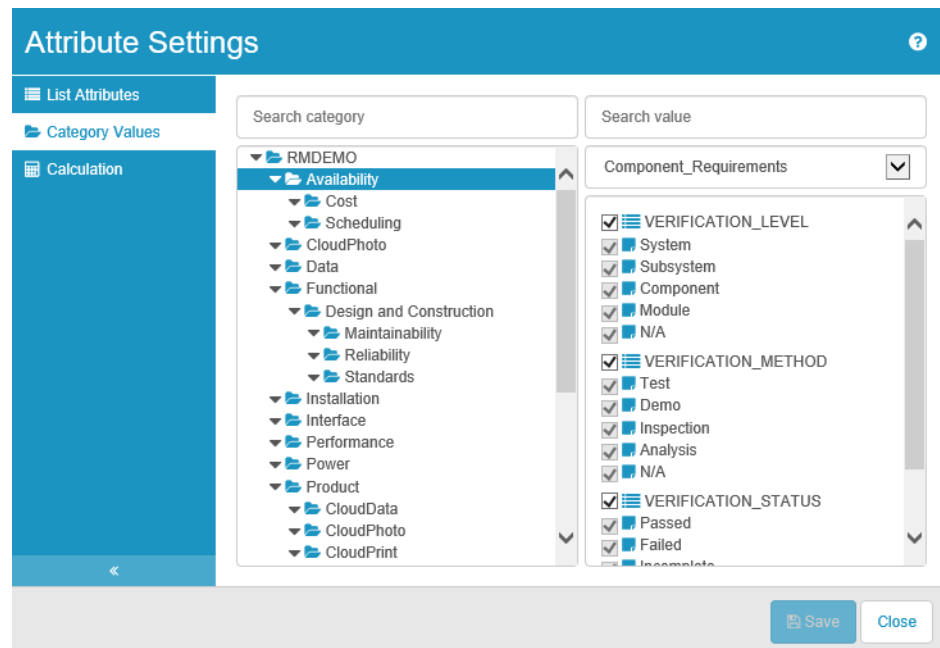 Attribute Settings
List Attributes
Category Values
Calculation
«
Search category
RMDEMO
Availability
Cost
Scheduling
CloudPhoto
Data
Functional
Design and Construction
Maintainability
Reliability
Standards
Installation
Interface
Performance
Power
Product
CloudData
CloudPhoto
CloudPrint
Search value
Component_Requirements
VERIFICATION_LEVEL
System
Subsystem
Component
Module
N/A
VERIFICATION_METHOD
Test
Demo
Inspection
Analysis
N/A
VERIFICATION_STATUS
Passed
Failed
Incomplete
Save
Close